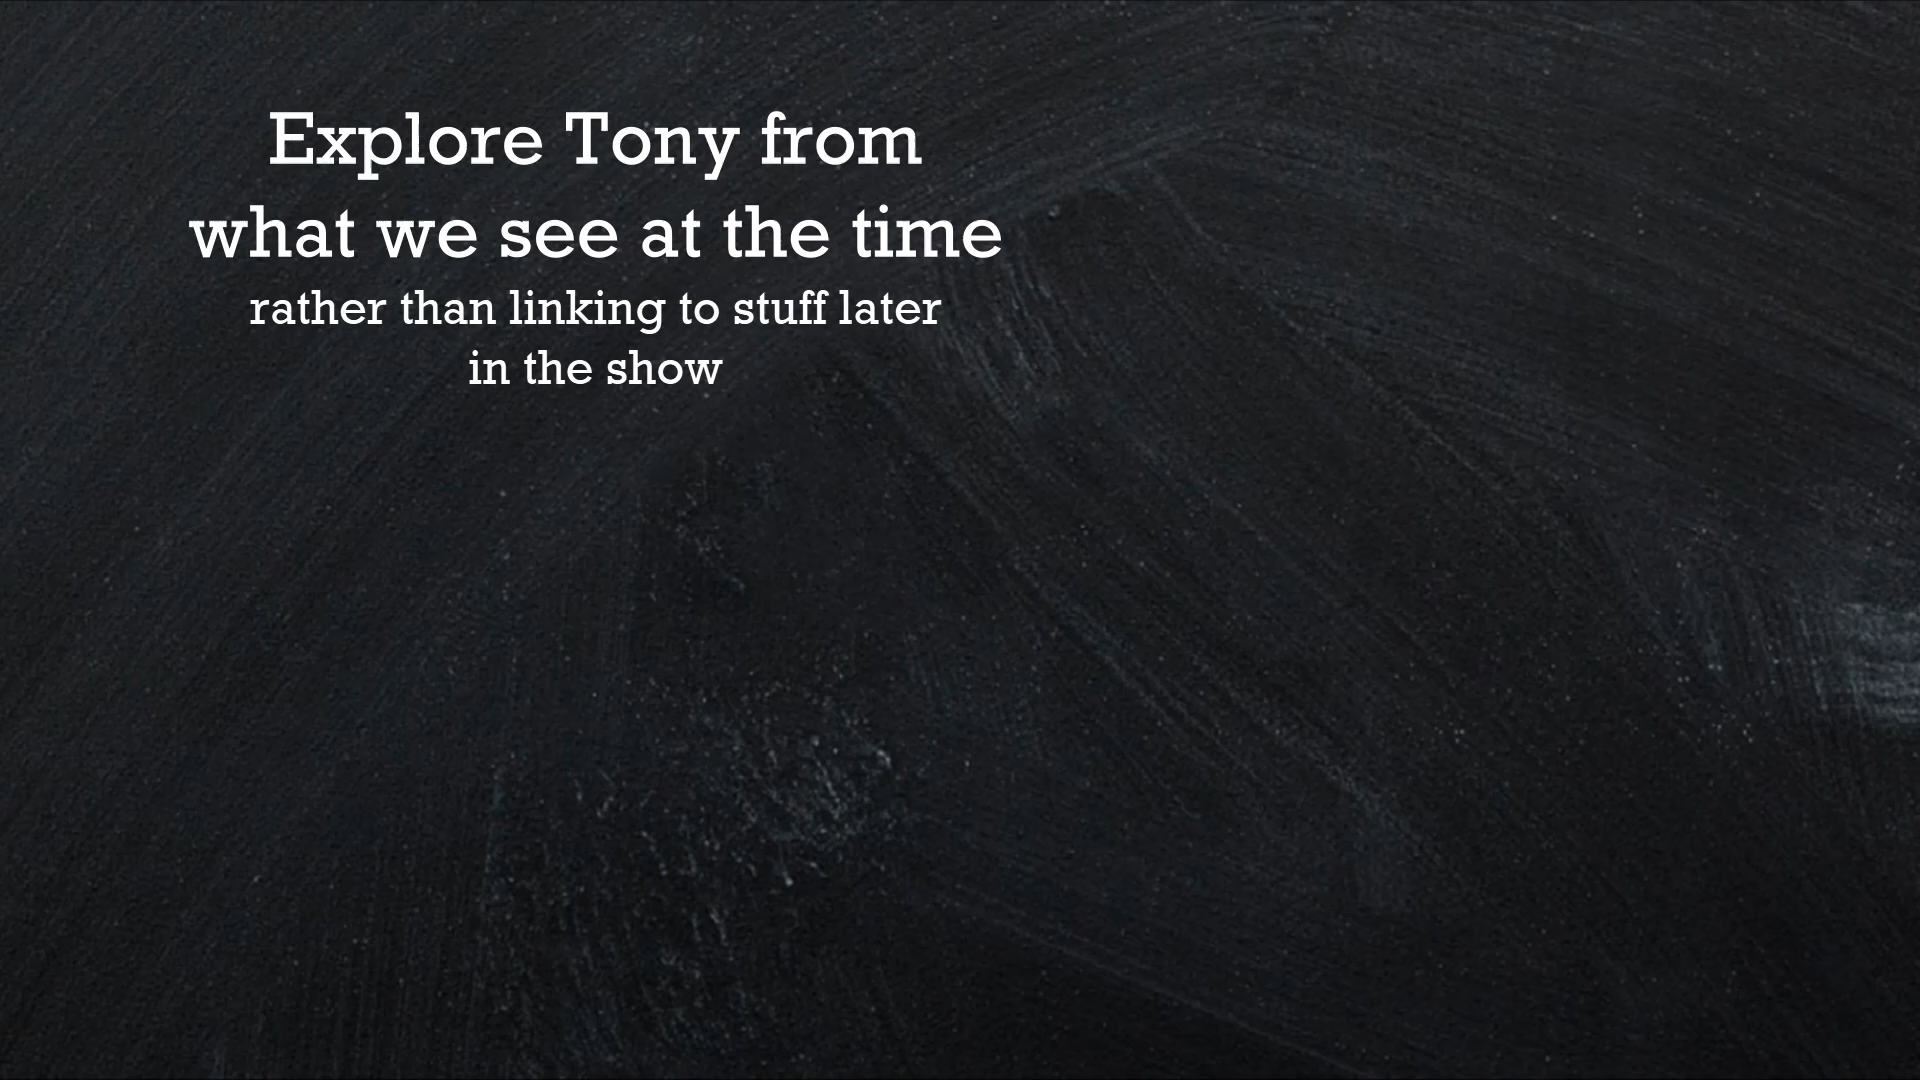 Explore Tony from
what we see at the time
rather than linking to stuff later
in the show